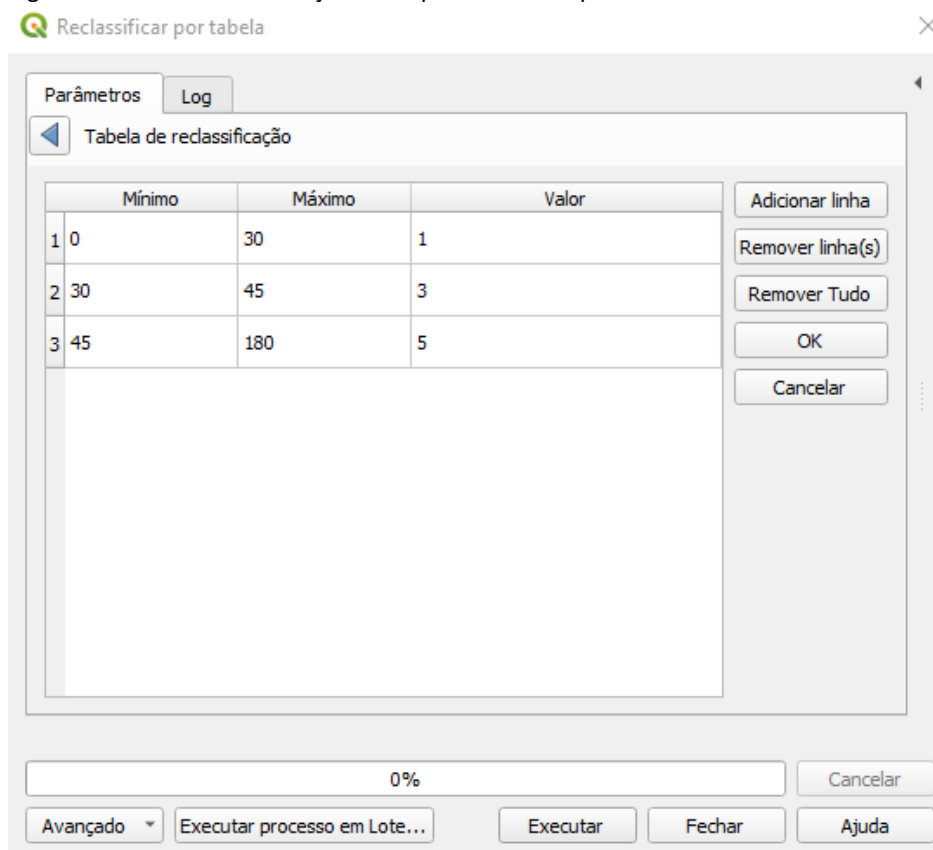 Reclassificar por tabela
Parâmetros Log
Tabela de reclassificação
Mínimo Máximo Valor
1 0 30 1
2 30 45 3
3 45 180 5
Adicionar linha
Remover linha(s)
Remover Tudo
OK
Cancelar
0% Cancelar
Avançado Executar processo em Lote... Executar Fechar Ajuda